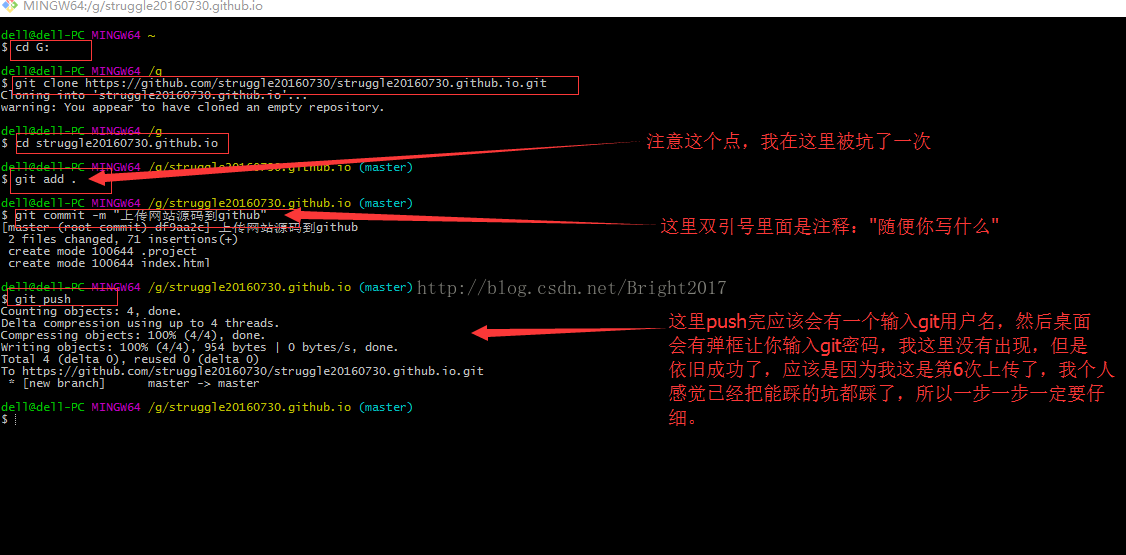 MINGW64:/g/struggle20160730.github.io
dell@dell-PC MINGW64 ~
$ cd G:
dell@dell-PC MINGW64 /g
$ git clone https://github.com/struggle20160730/struggle20160730.github.io.git
Cloning into 'struggle20160730.github.io'...
warning: You appear to have cloned an empty repository.
dell@dell-PC MINGW64 /g
$ cd struggle20160730.github.io
注意这个点，我在这里被坑了一次
dell@dell-PC MINGW64 /g/struggle20160730.github.io (master)
$ git add .
dell@dell-PC MINGW64 /g/struggle20160730.github.io (master)
$ git commit -m "上传网站源码到github"
[master (root-commit) df9aa2c] 上传网站源码到github
2 files changed, 71 insertions(+)
create mode 100644 .project
create mode 100644 index.html
这里双引号里面是注释："随便你写什么"
dell@dell-PC MINGW64 /g/struggle20160730.github.io (master)
http://blog.csdn.net/Bright2017
$ git push
Counting objects: 4, done.
Delta compression using up to 4 threads.
Compressing objects: 100% (4/4), done.
Writing objects: 100% (4/4), 954 bytes | 0 bytes/s, done.
Total 4 (delta 0), reused 0 (delta 0)
To https://github.com/struggle20160730/struggle20160730.github.io.git
* [new branch]      master -> master
这里push完应该会有一个输入git用户名，然后桌面
会有弹框让你输入git密码，我这里没有出现，但是
依旧成功了，应该是因为我这是第6次上传了，我个人
感觉已经把能踩的坑都踩了，所以一步一步一定要仔
细。
dell@dell-PC MINGW64 /g/struggle20160730.github.io (master)
$